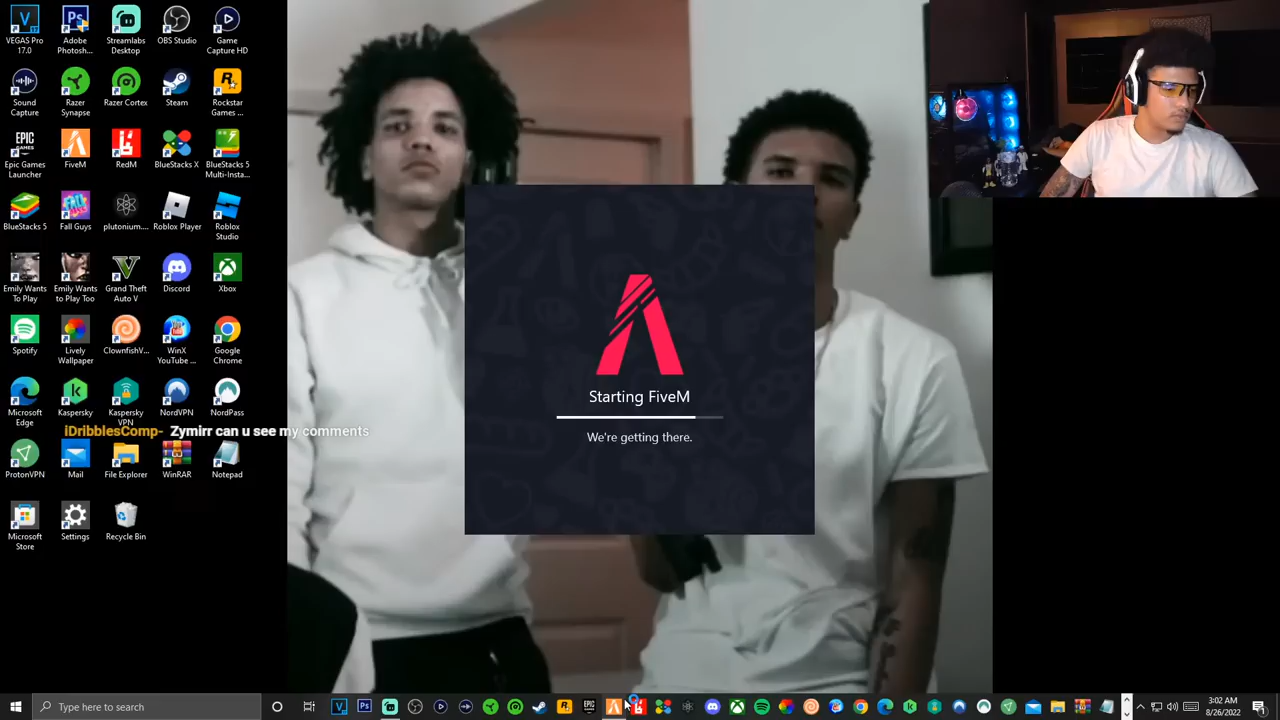 VEGAS Pro 17.0
Adobe Photosh...
Streamlabs Desktop
OBS Studio
Game Capture HD
Sound Capture
Razer Synapse
Razer Cortex
Steam
Rockstar Games ...
EPIC GAMES
Epic Games Launcher
FiveM
RedM
BlueStacks X
BlueStacks 5 Multi-Insta...
BlueStacks 5
Fall Guys
plutonium....
Roblox Player
Roblox Studio
Emily Wants To Play
Emily Wants to Play Too
Grand Theft Auto V
Discord
Xbox
Spotify
Lively Wallpaper
ClownfishV...
WinX YouTube ...
Google Chrome
Microsoft Edge
Kaspersky
Kaspersky VPN
NordVPN
NordPass
iDribblesComp- Zymirr can u see my comments
ProtonVPN
Mail
File Explorer
WinRAR
Notepad
Microsoft Store
Settings
Recycle Bin
Starting FiveM
We're getting there.
Type here to search
3:02 AM
8/26/2022